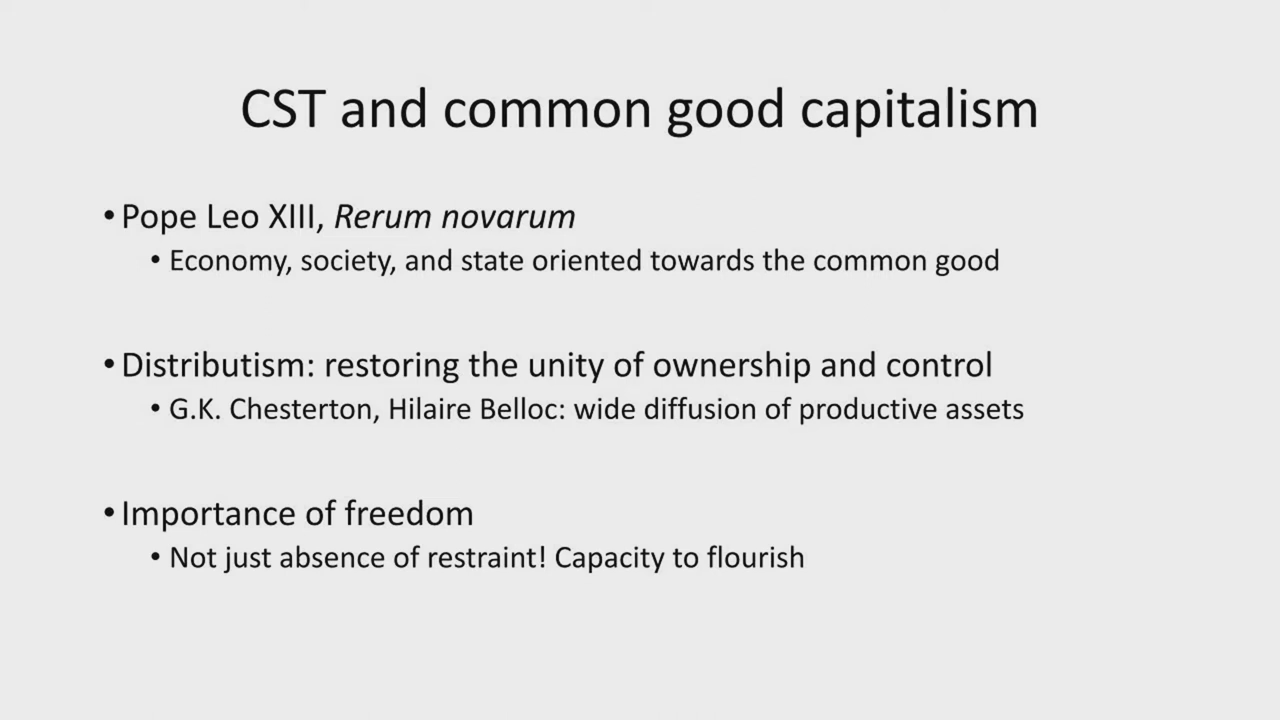 CST and common good capitalism
•Pope Leo XIII, Rerum novarum
• Economy, society, and state oriented towards the common good
•Distributism: restoring the unity of ownership and control
• G.K. Chesterton, Hilaire Belloc: wide diffusion of productive assets
•Importance of freedom
• Not just absence of restraint! Capacity to flourish